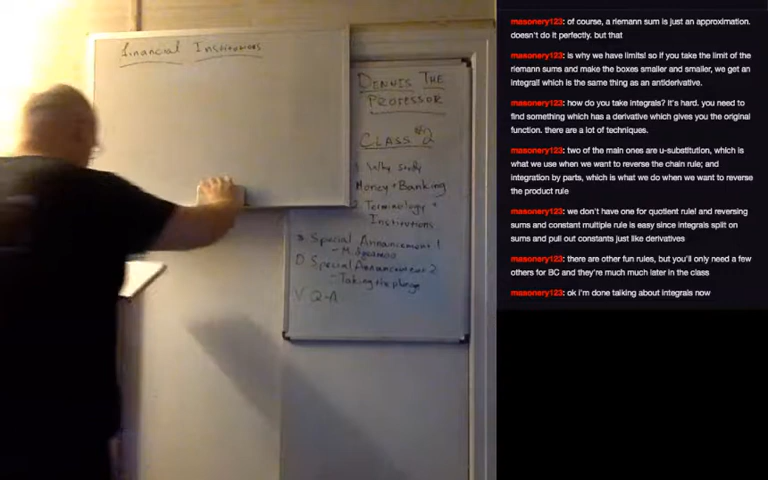 Financial Institutions
DENNIS THE
PROFESSOR
CLASS #2
1. Why Study
Money + Banking
2. Terminology +
Institutions
Special Announcement 1
Special Announcement 2
- Taking the plunge
V Q-A
masonery123: of course, a riemann sum is just an approximation.
doesn't do it perfectly. but that
masonery123: is why we have limits! so if you take the limit of the
riemann sums and make the boxes smaller and smaller, we get an
integral! which is the same thing as an antiderivative.
masonery123: how do you take integrals? it's hard. you need to
find something which has a derivative which gives you the original
function. there are a lot of techniques.
masonery123: two of the main ones are u-substitution, which is
what we use when we want to reverse the chain rule; and
integration by parts, which is what we do when we want to reverse
the product rule
masonery123: we don't have one for quotient rule! and reversing
sums and constant multiple rule is easy since integrals split on
sums and pull out constants just like derivatives
masonery123: there are other fun rules, but you'll only need a few
others for BC and they're much much later in the class
masonery123: ok i'm done talking about integrals now